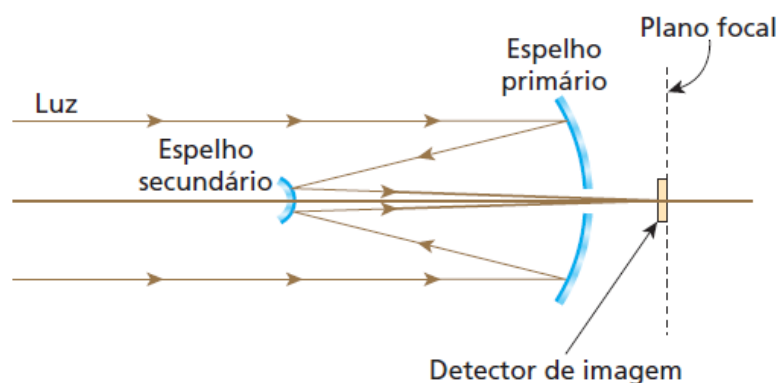 Plano focal
Espelho
primário
Luz
Espelho
secundário
Detector de imagem